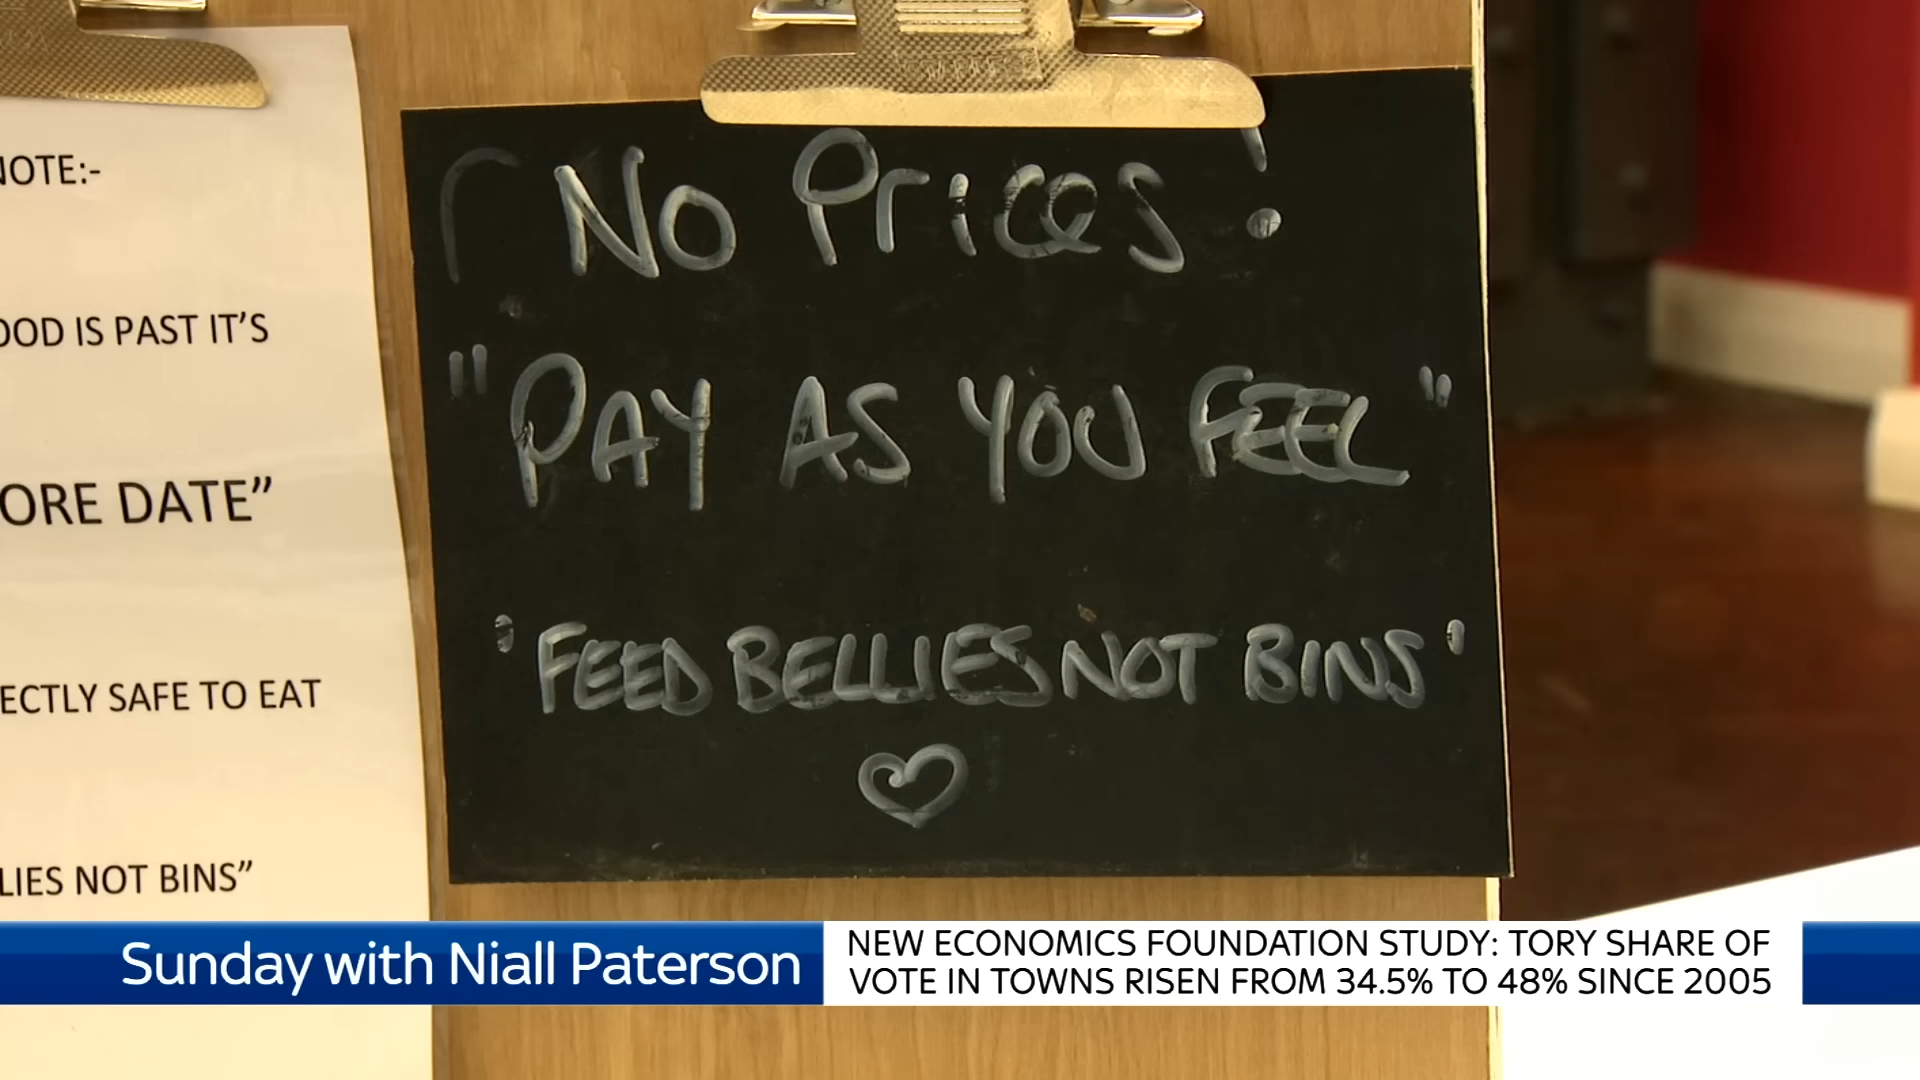 NOTE:-
OOD IS PAST IT'S
ORE DATE"
ECTLY SAFE TO EAT
LIES NOT BINS"
No Prices!
"PAY AS YOU FEEL"
'FEED BELLIES NOT BINS'
Sunday with Niall Paterson
NEW ECONOMICS FOUNDATION STUDY: TORY SHARE OF
VOTE IN TOWNS RISEN FROM 34.5% TO 48% SINCE 2005